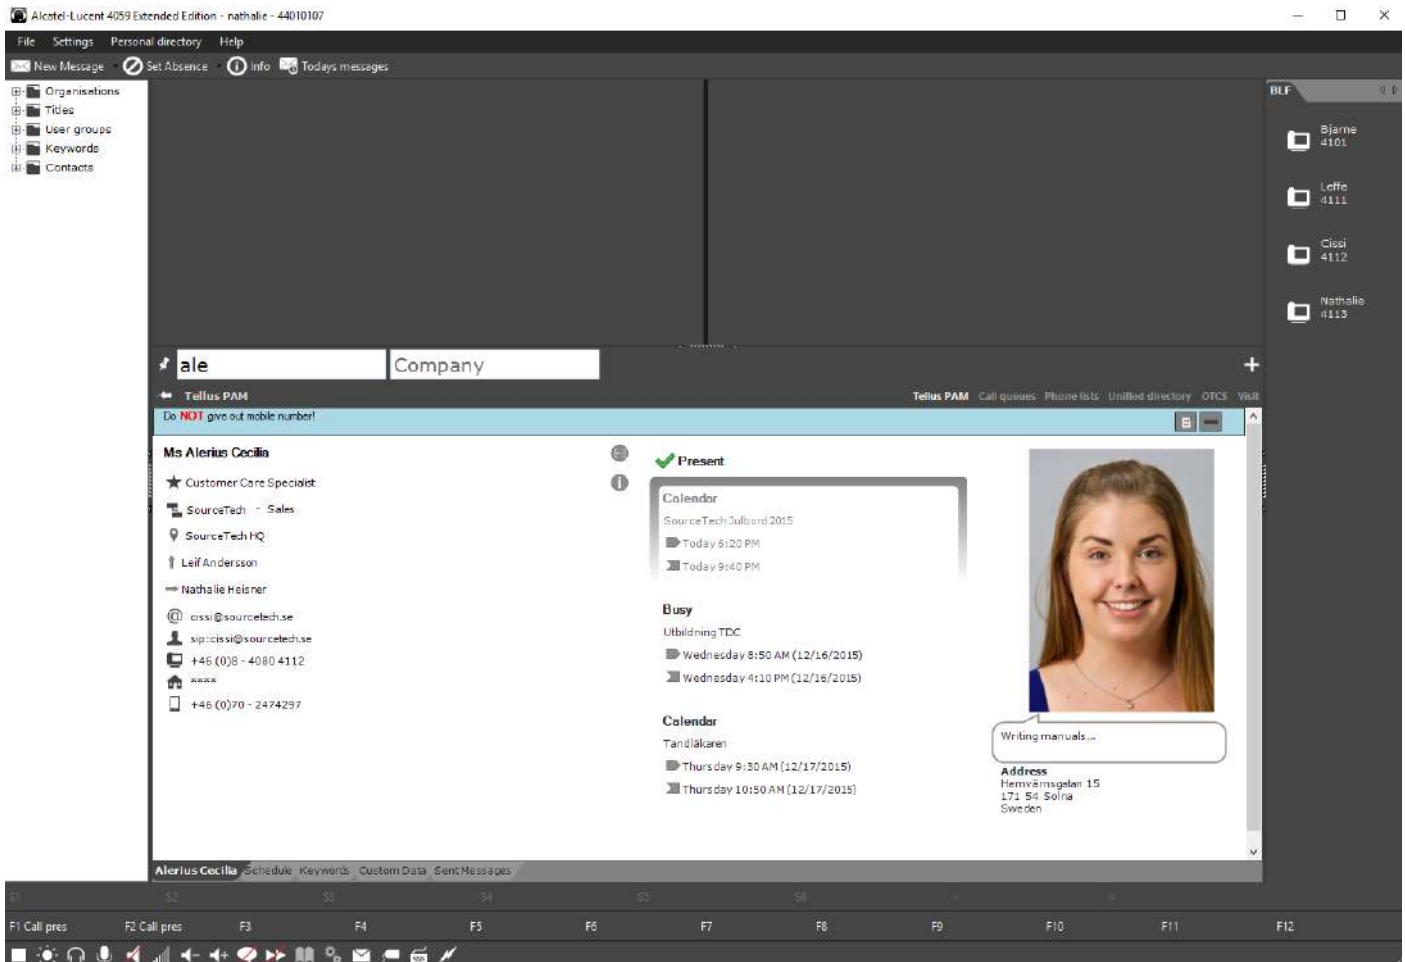 Alcatel-Lucent 4059 Extended Edition - nathalie - 44010107
File Settings Personal directory Help
New Message Set Absence Info Todays messages
Organisations
Titles
User groups
Keywords
Contacts
BLF
Bjarne
4101
Leffe
4111
Cissi
4112
Nathalie
4113
ale Company
Tellus PAM
Tellus PAM Call queues Phone lists Unified directory OTCS Visit
Do NOT give out mobile number!
Ms Alerius Cecilia
Customer Care Specialist
SourceTech - Sales
SourceTech HQ
Leif Andersson
Nathalie Heisner
cissi@sourcetech.se
sip:cissi@sourcetech.se
+46 (0)8 - 4080 4112
****
+46 (0)70 - 2474297
Present
Calendar
SourceTech Julbord 2015
Today 6:20 PM
Today 9:40 PM
Busy
Utbildning TDC
Wednesday 8:50 AM (12/16/2015)
Wednesday 4:10 PM (12/16/2015)
Calendar
Tandläkaren
Thursday 9:30 AM (12/17/2015)
Thursday 10:50 AM (12/17/2015)
Writing manuals...
Address
Hemvärnsgatan 15
171 54 Solna
Sweden
Alerius Cecilia Schedule Keywords Custom Data Sent Messages
S1 S2 S3 S4 S5 S6
F1 Call pres F2 Call pres F3 F4 F5 F6 F7 F8 F9 F10 F11 F12